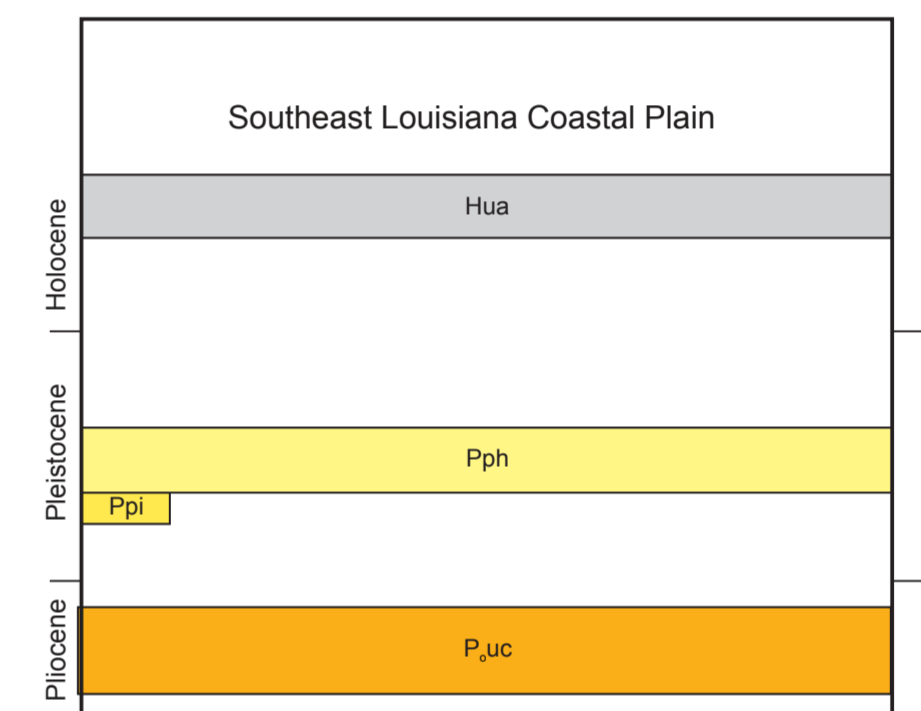 Southeast Louisiana Coastal Plain
Holocene
Hua
Pleistocene
Pph
Ppi
Pliocene
Pₒuc